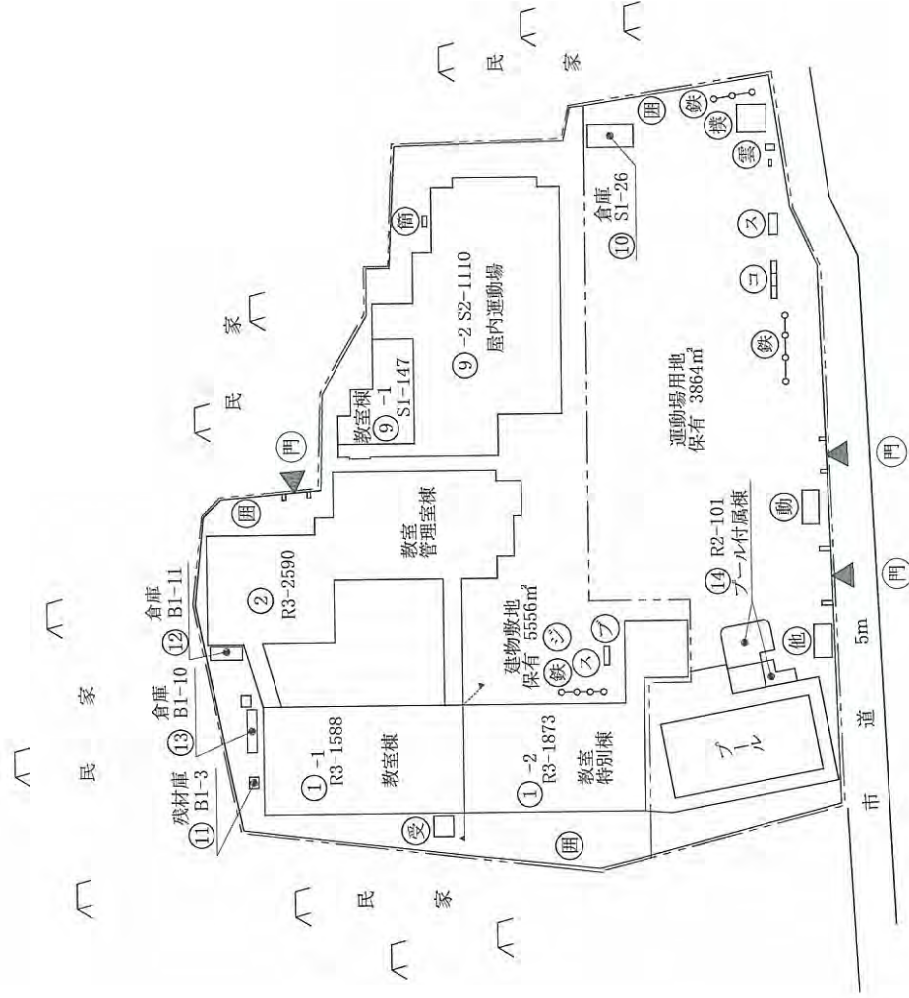 民
家
民
家
民
家
民
家
倉庫
⑫ B1-11
倉庫
⑬ B1-10
残材庫
⑪ B1-3
囲
門
②
R3-2590
教室
管理室棟
教室棟
⑨-1
S1-147
簡
⑨-2 S2-1110
屋内運動場
倉庫
⑩ S1-26
囲
鉄
撲
雲
ス
コ
鉄
①-1
R3-1588
教室棟
受
①-2
R3-1873
教室
特別棟
囲
建物敷地
保有 5556㎡
鉄
ジ
ス
ブ
運動場用地
保有 3864㎡
⑭ R2-101
プール付属棟
プール
他
動
門
門
市
道
5m